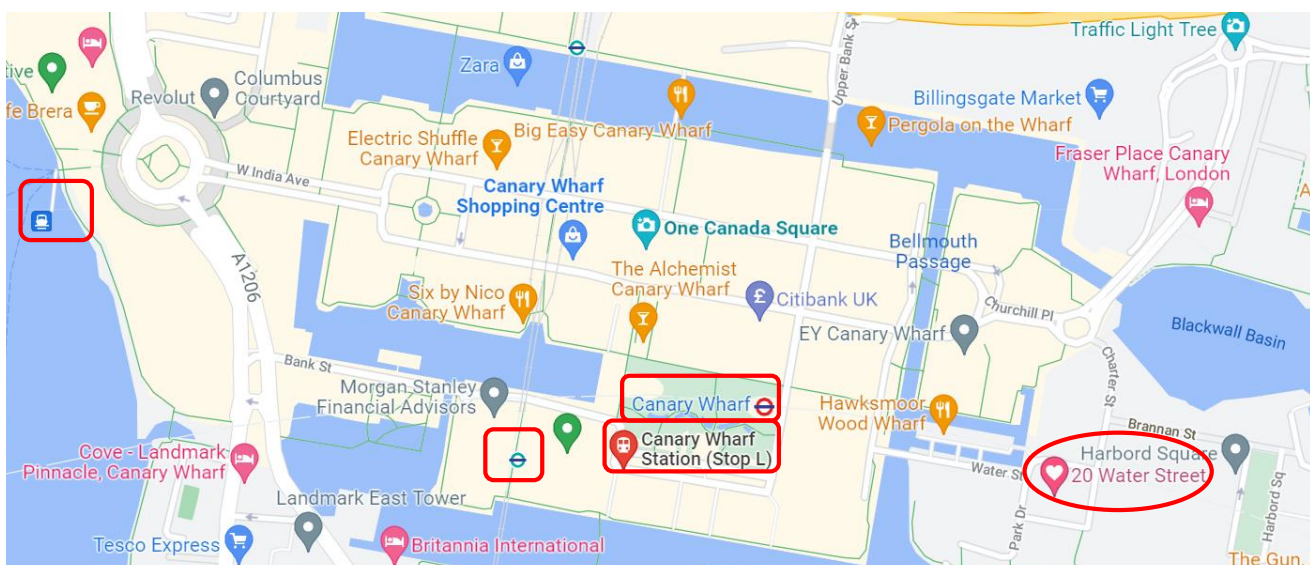 Traffic Light Tree
tive
Zara
Upper Bank S
Columbus
Courtyard
Revolut
fe Brera
Billingsgate Market
Big Easy Canary Wharf
Pergola on the Wharf
Electric Shuffle
Canary Wharf
Fraser Place Canary
Wharf, London
W India Ave
Canary Wharf
Shopping Centre
A
One Canada Square
Bellmouth
Passage
A1206
The Alchemist
Canary Wharf
Six by Nico
Canary Wharf
£ Citibank UK
Churchill Pl
EY Canary Wharf
Blackwall Basin
Bank St
Charter St
Morgan Stanley
Financial Advisors
Canary Wharf
Hawksmoor
Wood Wharf
Brannan St
Canary Wharf
Station (Stop L)
Cove - Landmark
Pinnacle, Canary Wharf
Harbord Square
Water St
20 Water Street
Landmark East Tower
Harbord Sq
Park Dr
Tesco Express
Britannia International
The Gun,